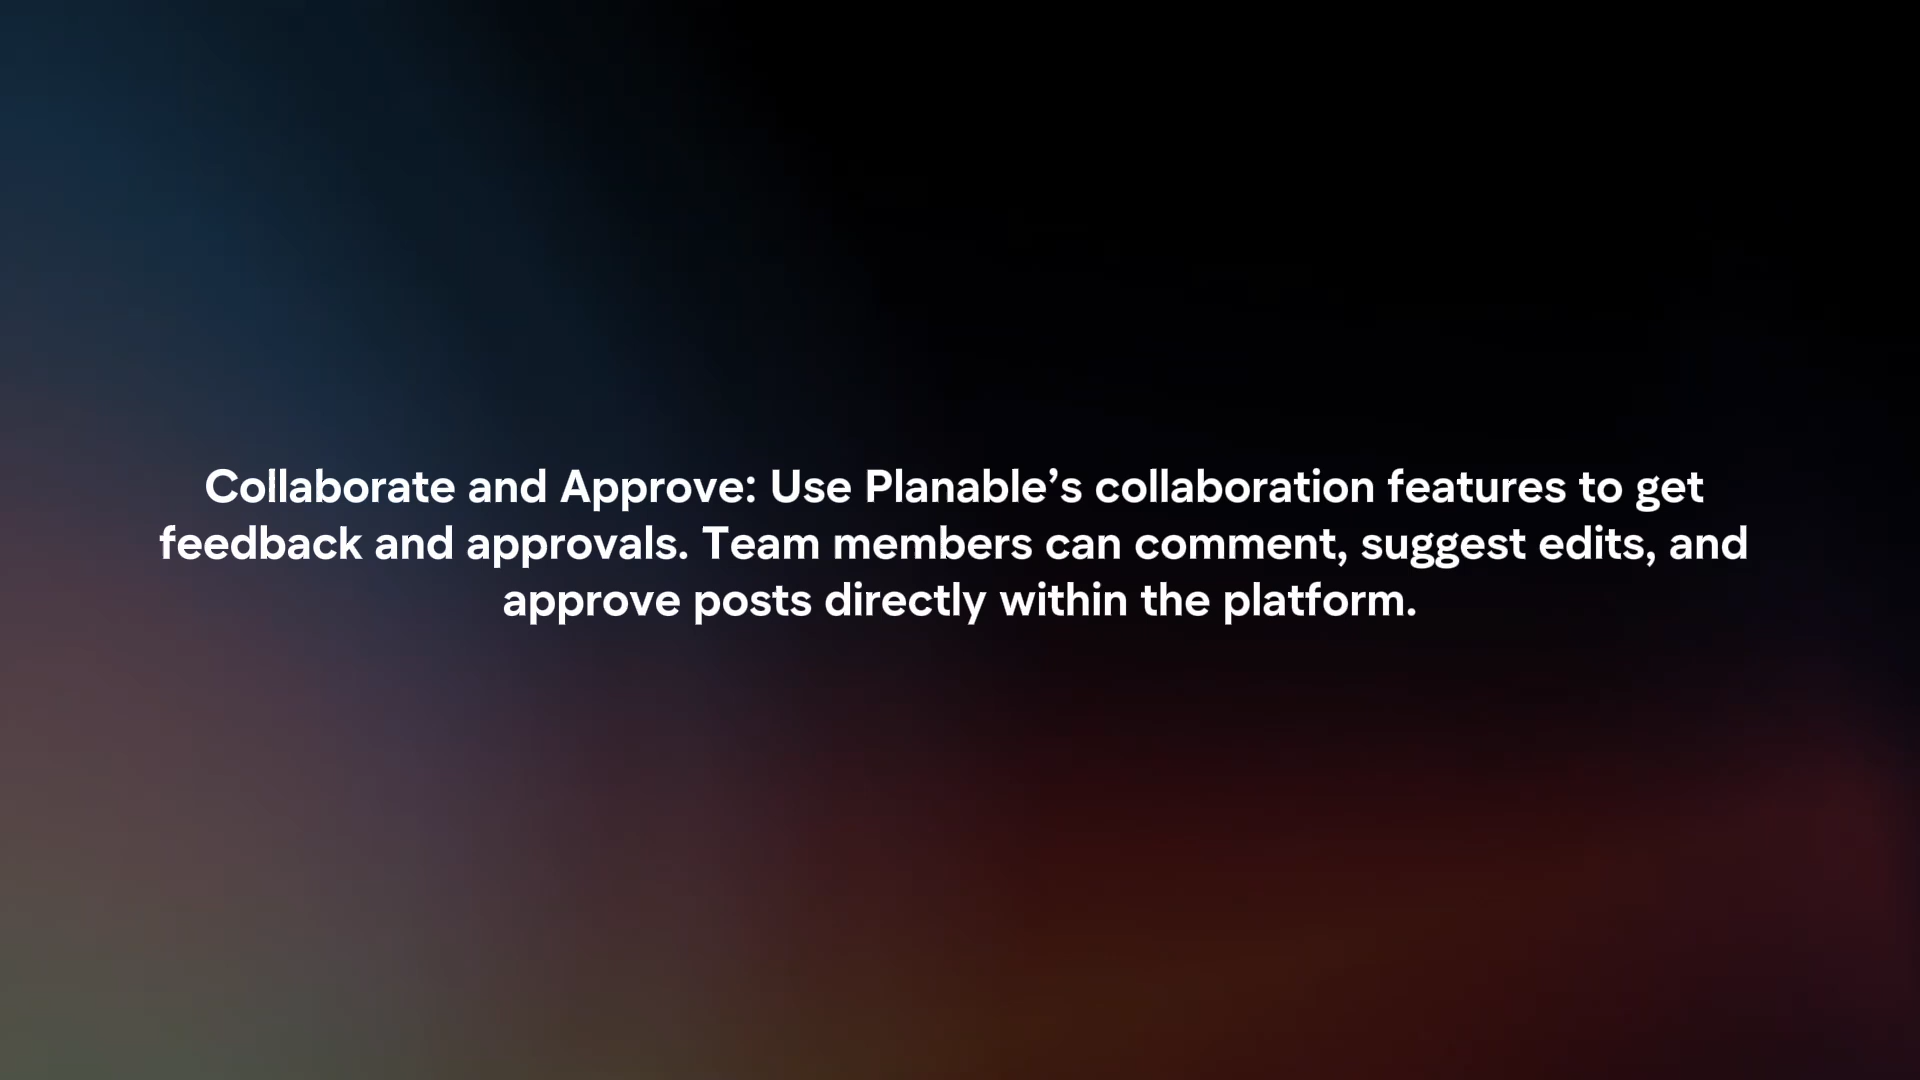 Collaborate and Approve: Use Planable’s collaboration features to get
feedback and approvals. Team members can comment, suggest edits, and
approve posts directly within the platform.